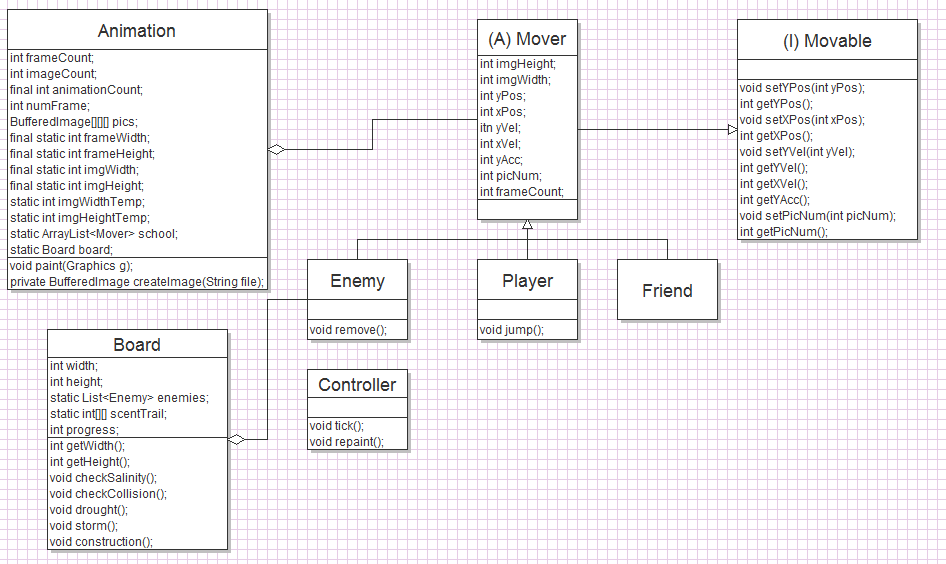 Animation
int frameCount;
int imageCount;
final int animationCount;
int numFrame;
BufferedImage[][][] pics;
final static int frameWidth;
final static int frameHeight;
final static int imgWidth;
final static int imgHeight;
static int imgWidthTemp;
static int imgHeightTemp;
static ArrayList<Mover> school;
static Board board;
void paint(Graphics g);
private BufferedImage createImage(String file);
(A) Mover
int imgHeight;
int imgWidth;
int yPos;
int xPos;
itn yVel;
int xVel;
int yAcc;
int picNum;
int frameCount;
(I) Movable
void setYPos(int yPos);
int getYPos();
void setXPos(int xPos);
int getXPos();
void setYVel(int yVel);
int getYVel();
int getXVel();
int getYAcc();
void setPicNum(int picNum);
int getPicNum();
Enemy
void remove();
Player
void jump();
Friend
Board
int width;
int height;
static List<Enemy> enemies;
static int[][] scentTrail;
int progress;
int getWidth();
int getHeight();
void checkSalinity();
void checkCollision();
void drought();
void storm();
void construction();
Controller
void tick();
void repaint();